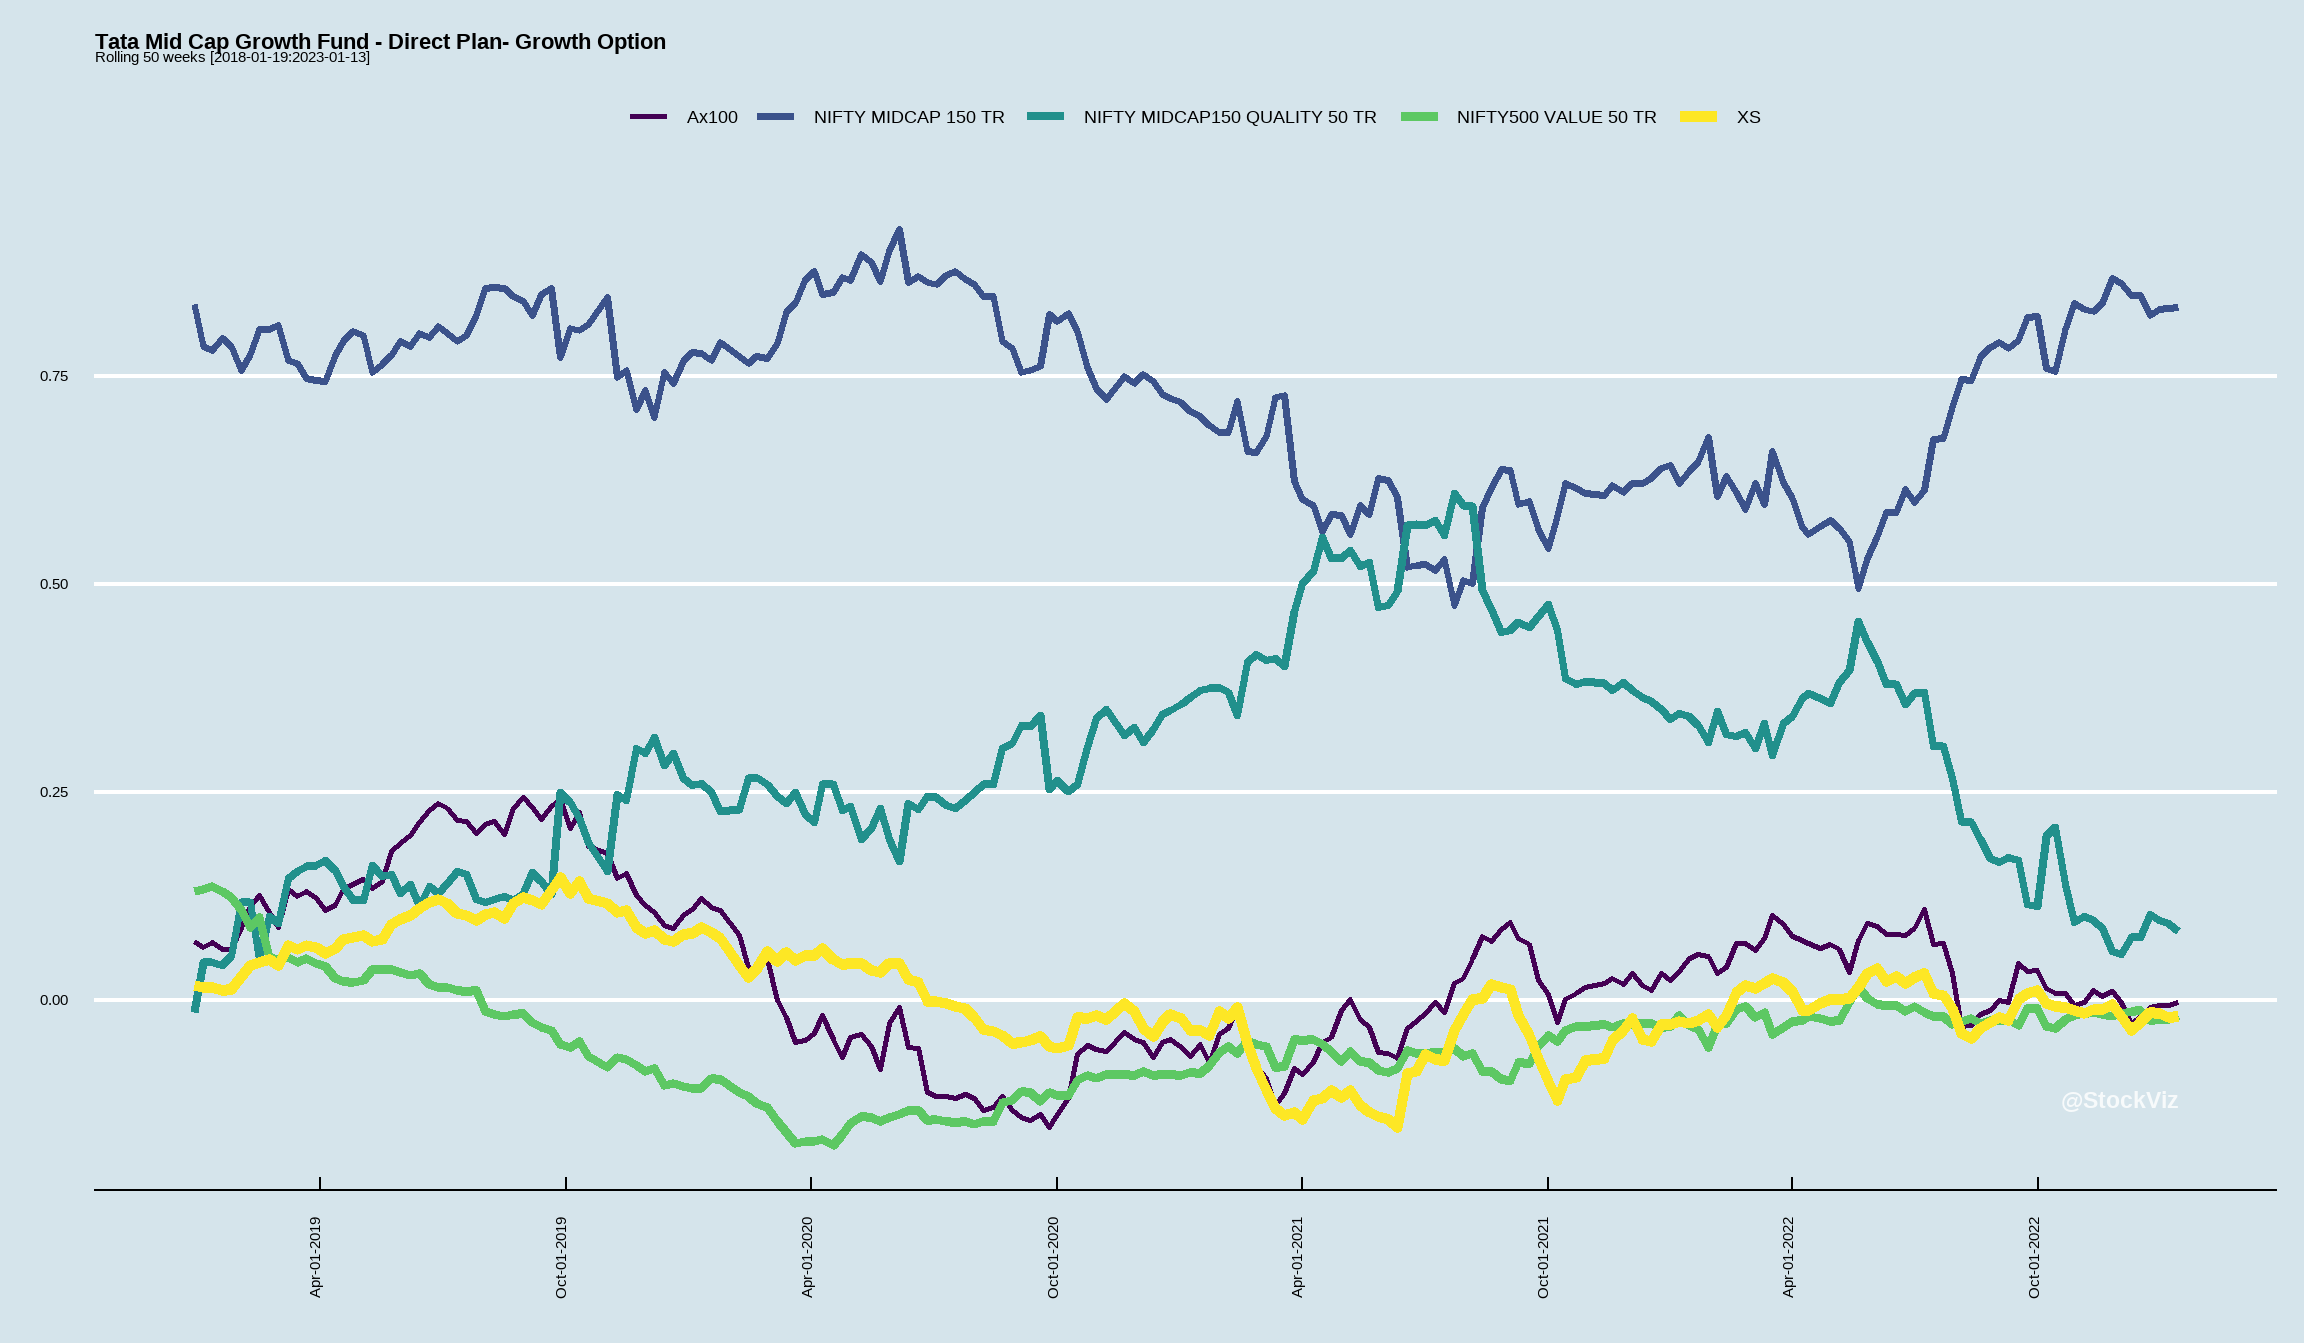 Tata Mid Cap Growth Fund - Direct Plan- Growth Option
Rolling 50 weeks [2018-01-19:2023-01-13]
Ax100 NIFTY MIDCAP 150 TR NIFTY MIDCAP150 QUALITY 50 TR NIFTY500 VALUE 50 TR XS
0.75
0.50
0.25
0.00
@StockViz
Apr-01-2019 Oct-01-2019 Apr-01-2020 Oct-01-2020 Apr-01-2021 Oct-01-2021 Apr-01-2022 Oct-01-2022